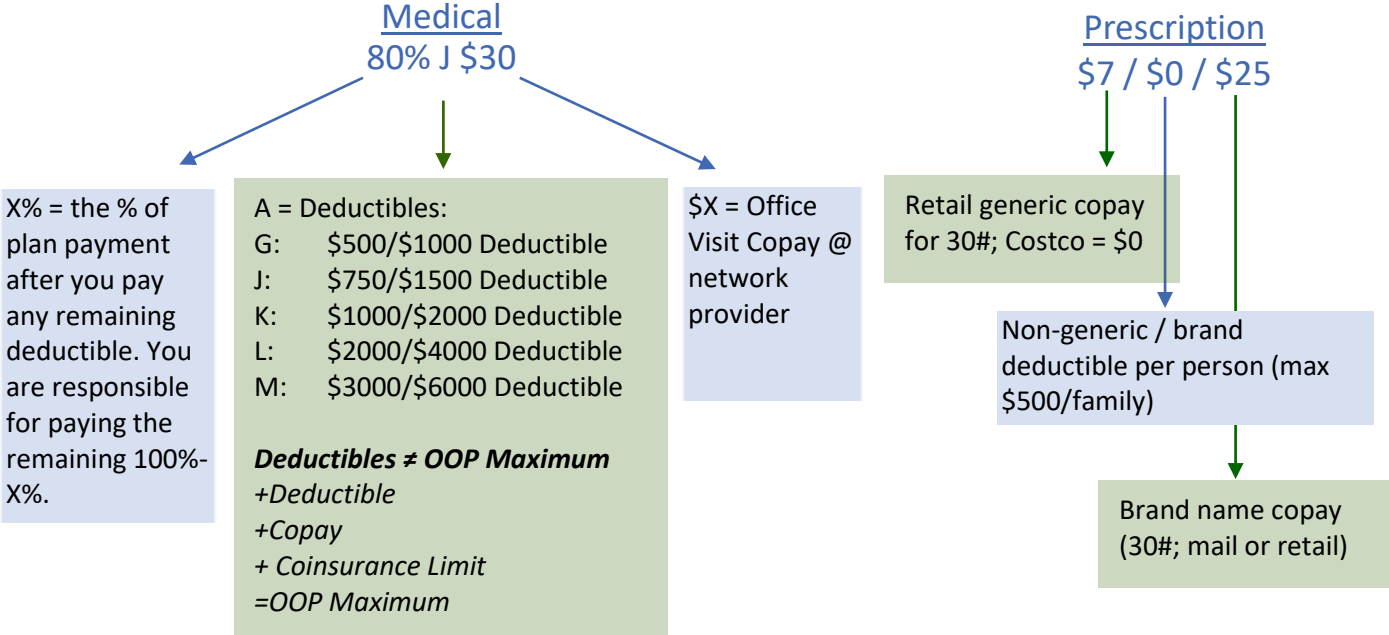 Medical
80% J $30
X% = the % of
plan payment
after you pay
any remaining
deductible. You
are responsible
for paying the
remaining 100%-
X%.
A = Deductibles:
G: $500/$1000 Deductible
J: $750/$1500 Deductible
K: $1000/$2000 Deductible
L: $2000/$4000 Deductible
M: $3000/$6000 Deductible
Deductibles ≠ OOP Maximum
+Deductible
+Copay
+ Coinsurance Limit
=OOP Maximum
$X = Office
Visit Copay @
network
provider
Prescription
$7 / $0 / $25
Retail generic copay
for 30#; Costco = $0
Non-generic / brand
deductible per person (max
$500/family)
Brand name copay
(30#; mail or retail)